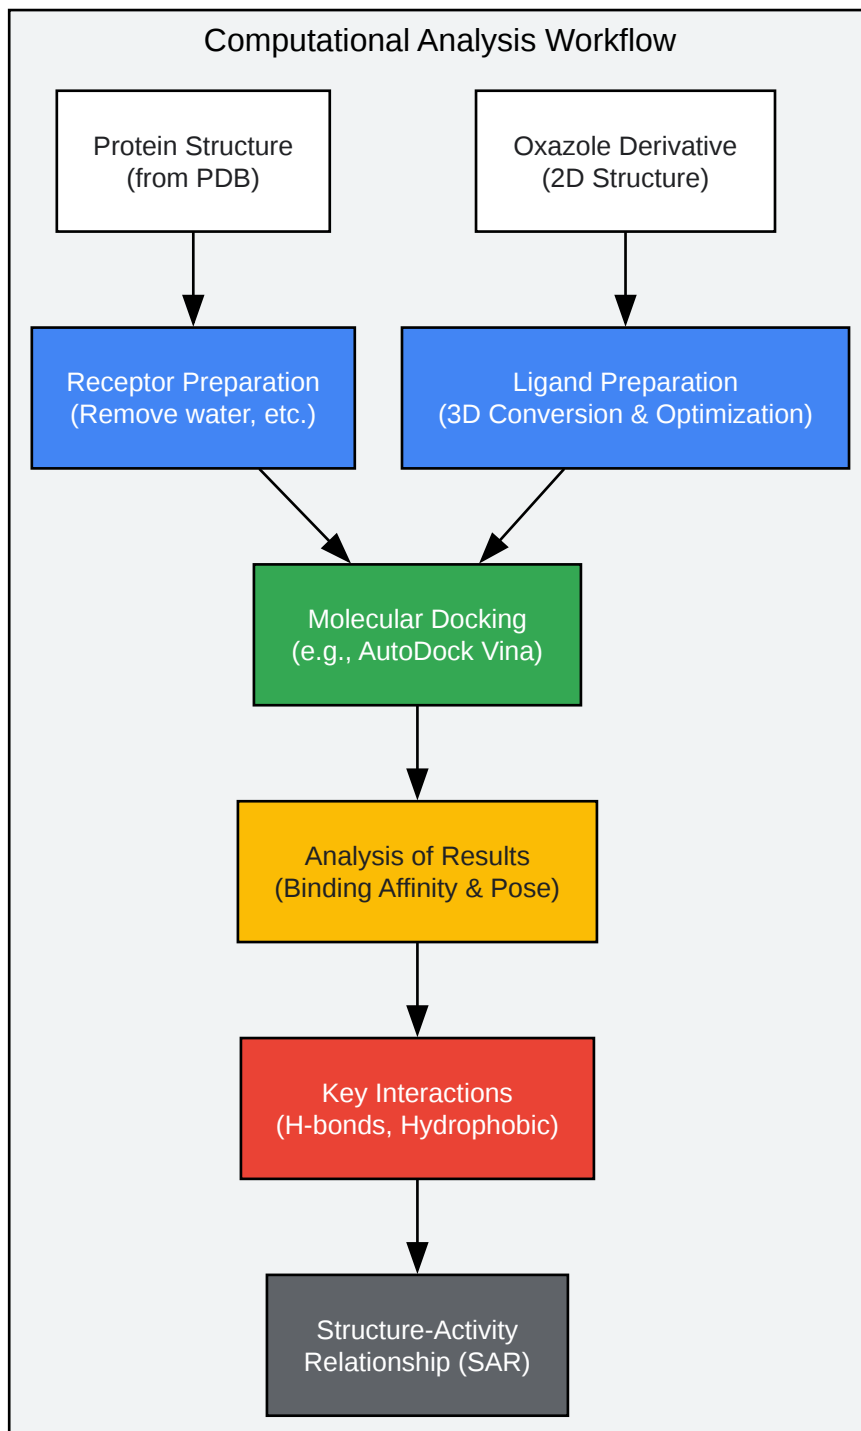 Computational Analysis Workflow
Protein Structure
(from PDB)
Oxazole Derivative
(2D Structure)
Receptor Preparation
(Remove water, etc.)
Ligand Preparation
(3D Conversion & Optimization)
Molecular Docking
(e.g., AutoDock Vina)
Analysis of Results
(Binding Affinity & Pose)
Key Interactions
(H-bonds, Hydrophobic)
Structure-Activity
Relationship (SAR)